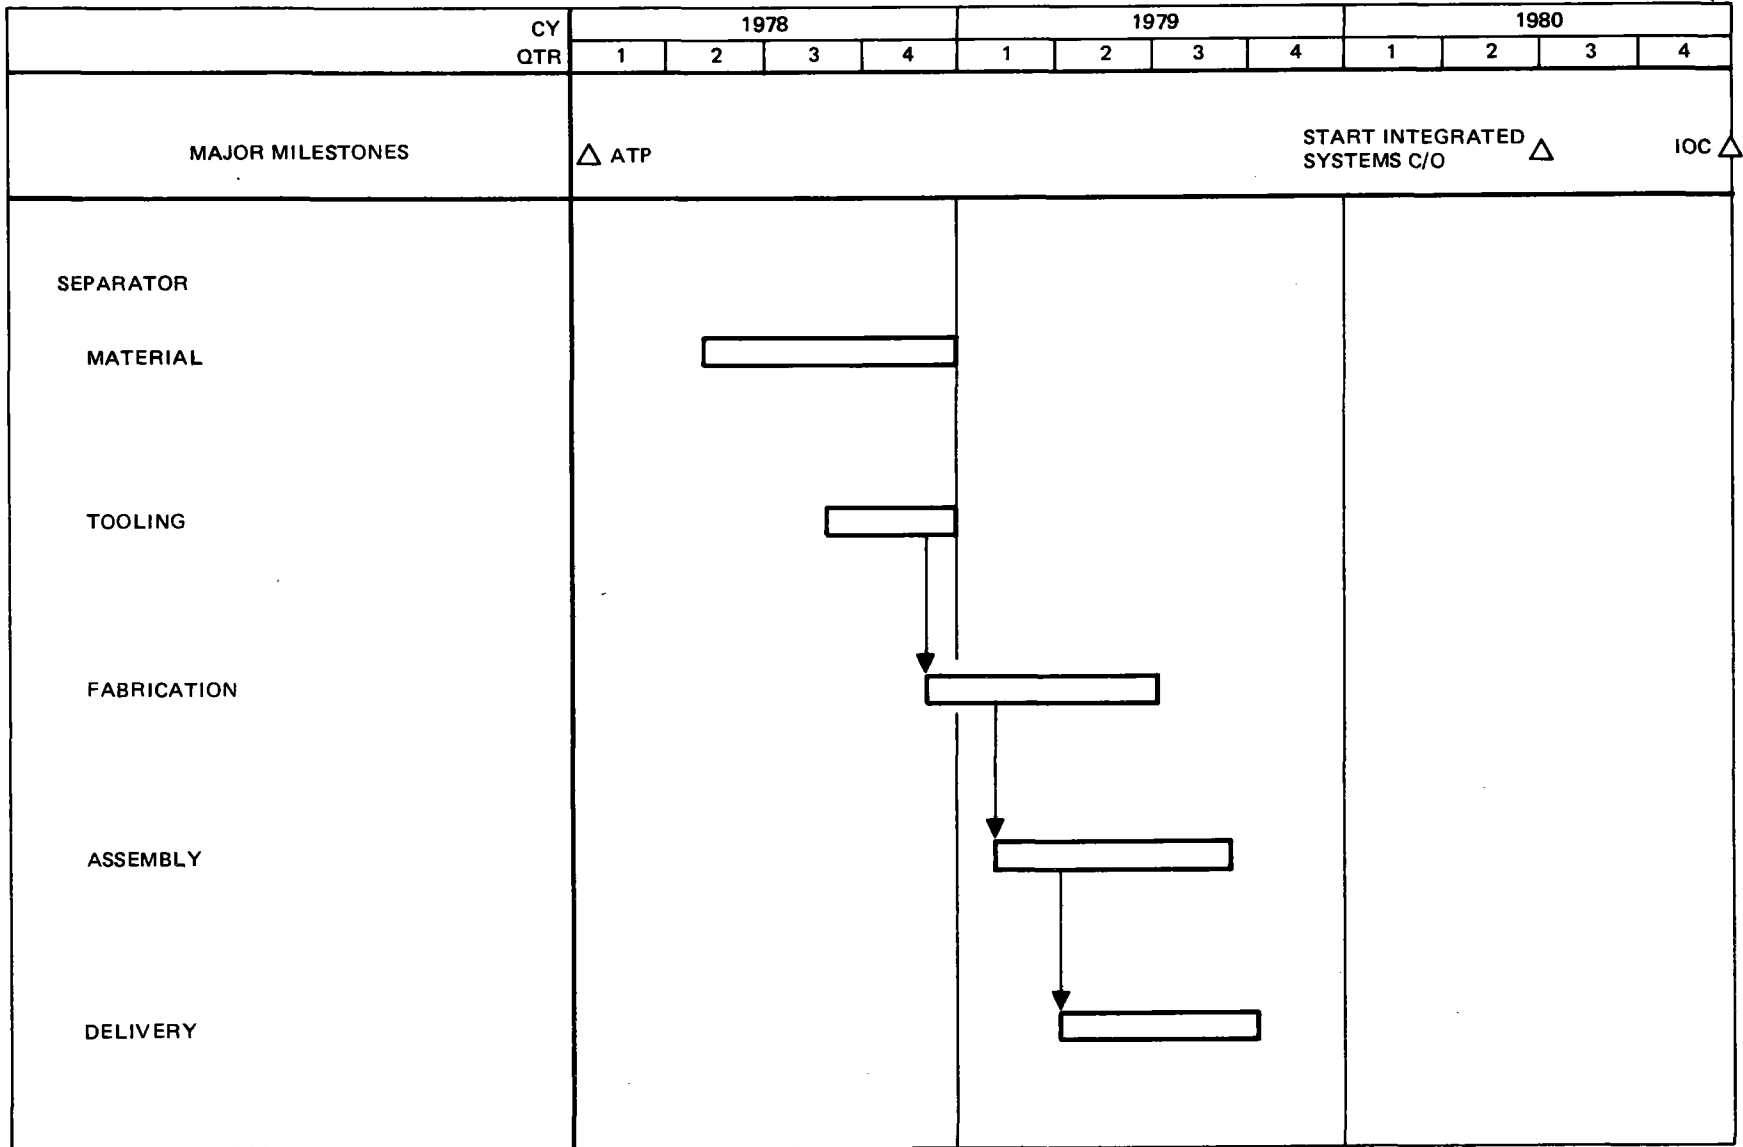 CY 1978 1979 1980
QTR 1 2 3 4 1 2 3 4 1 2 3 4
MAJOR MILESTONES ATP START INTEGRATED IOC
SYSTEMS C/O
SEPARATOR
MATERIAL
TOOLING
FABRICATION
ASSEMBLY
DELIVERY